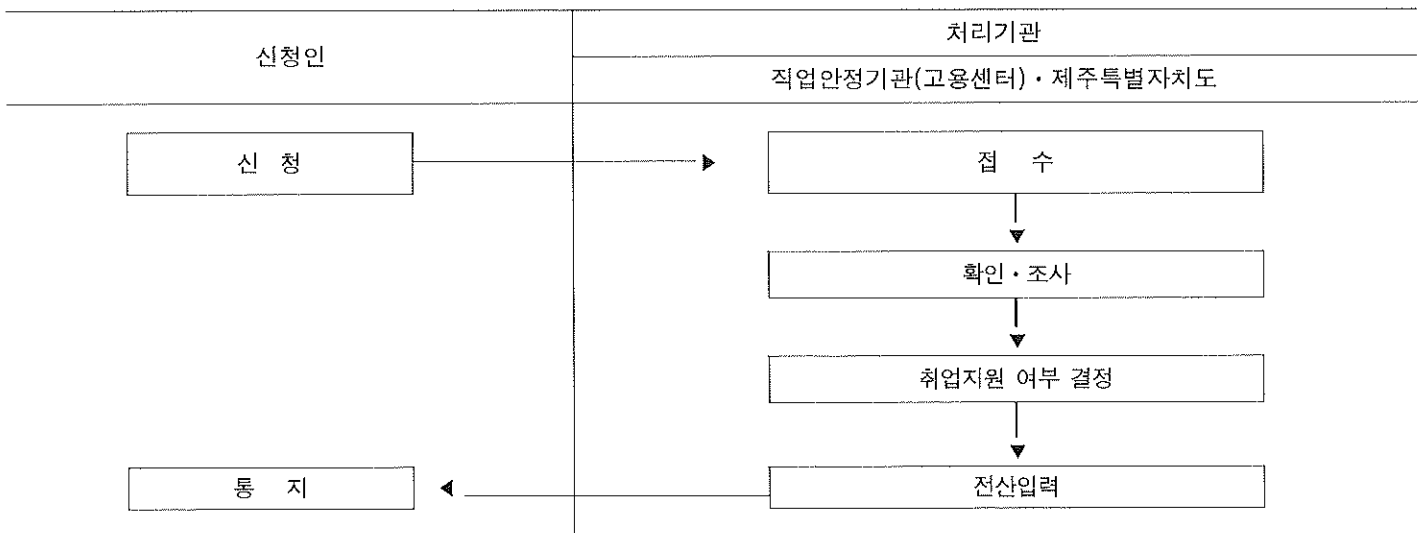 신청인
처리기관
직업안정기관(고용센터)·제주특별자치도
신 청
접 수
확인·조사
취업지원 여부 결정
통 지
전산입력